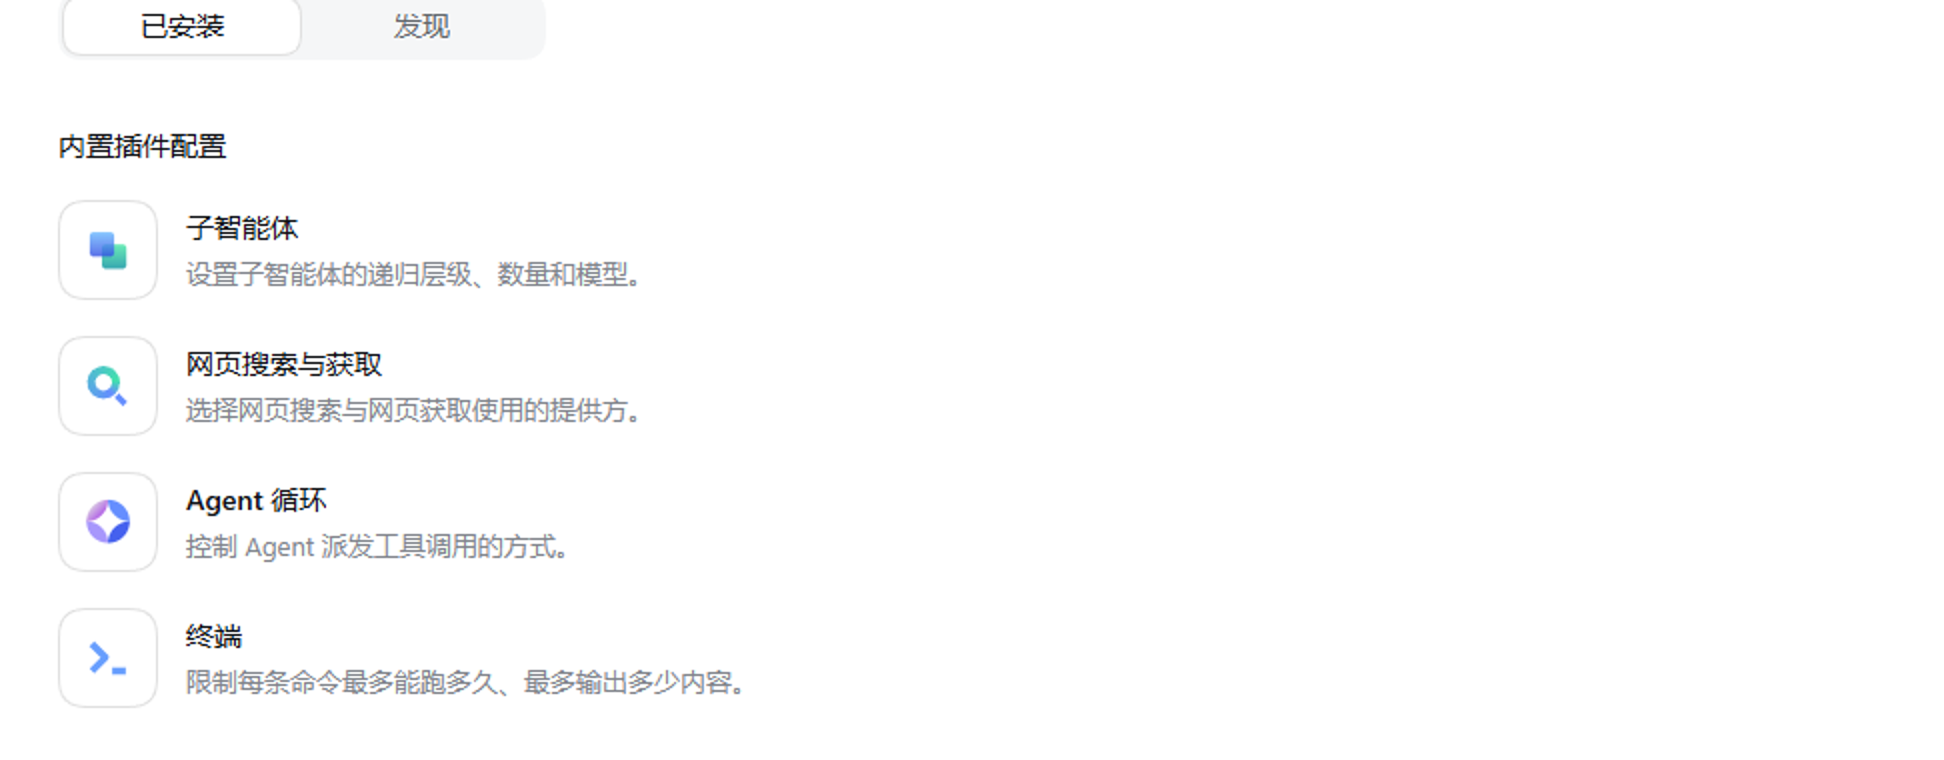 已安装
发现
内置插件配置
子智能体
设置子智能体的递归层级、数量和模型。
网页搜索与获取
选择网页搜索与网页获取使用的提供方。
Agent 循环
控制 Agent 派发工具调用的方式。
终端
限制每条命令最多能跑多久、最多输出多少内容。